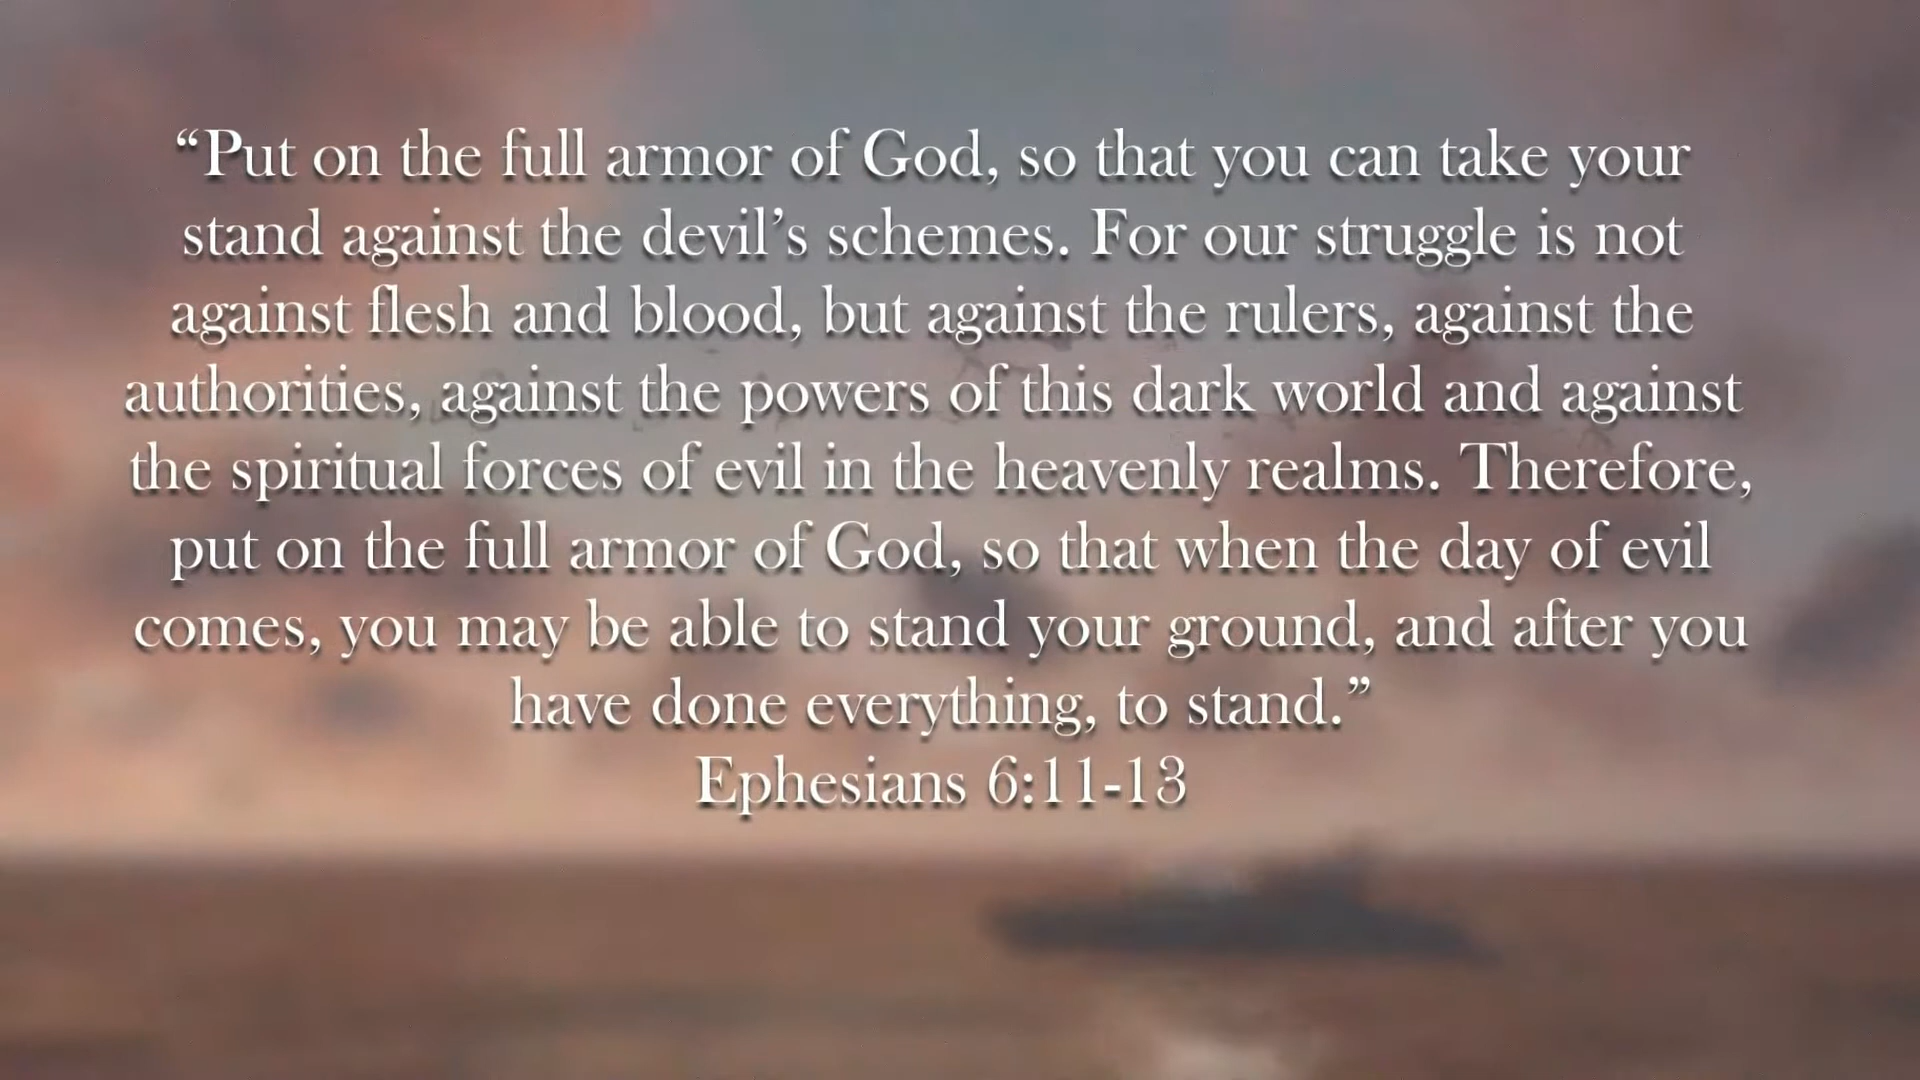 “Put on the full armor of God, so that you can take your
stand against the devil’s schemes. For our struggle is not
against flesh and blood, but against the rulers, against the
authorities, against the powers of this dark world and against
the spiritual forces of evil in the heavenly realms. Therefore,
put on the full armor of God, so that when the day of evil
comes, you may be able to stand your ground, and after you
have done everything, to stand.”
Ephesians 6:11-13